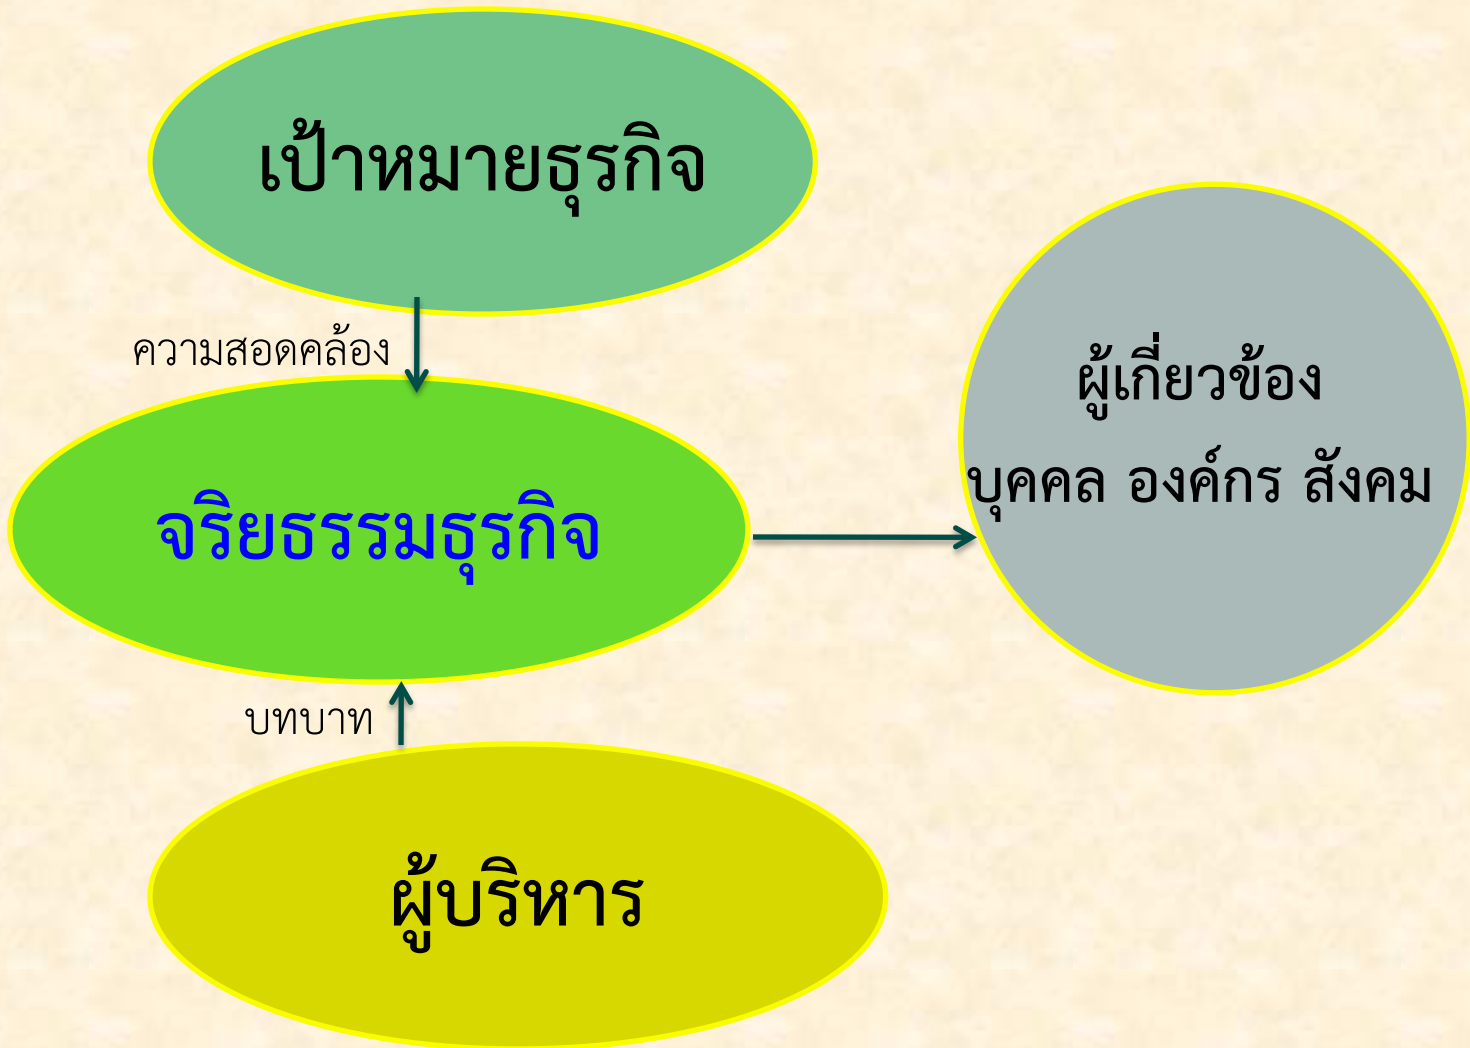 เป้าหมายธุรกิจ
ความสอดคล้อง
จริยธรรมธุรกิจ
บทบาท
ผู้บริหาร
ผู้เกี่ยวข้อง
บุคคล องค์กร สังคม